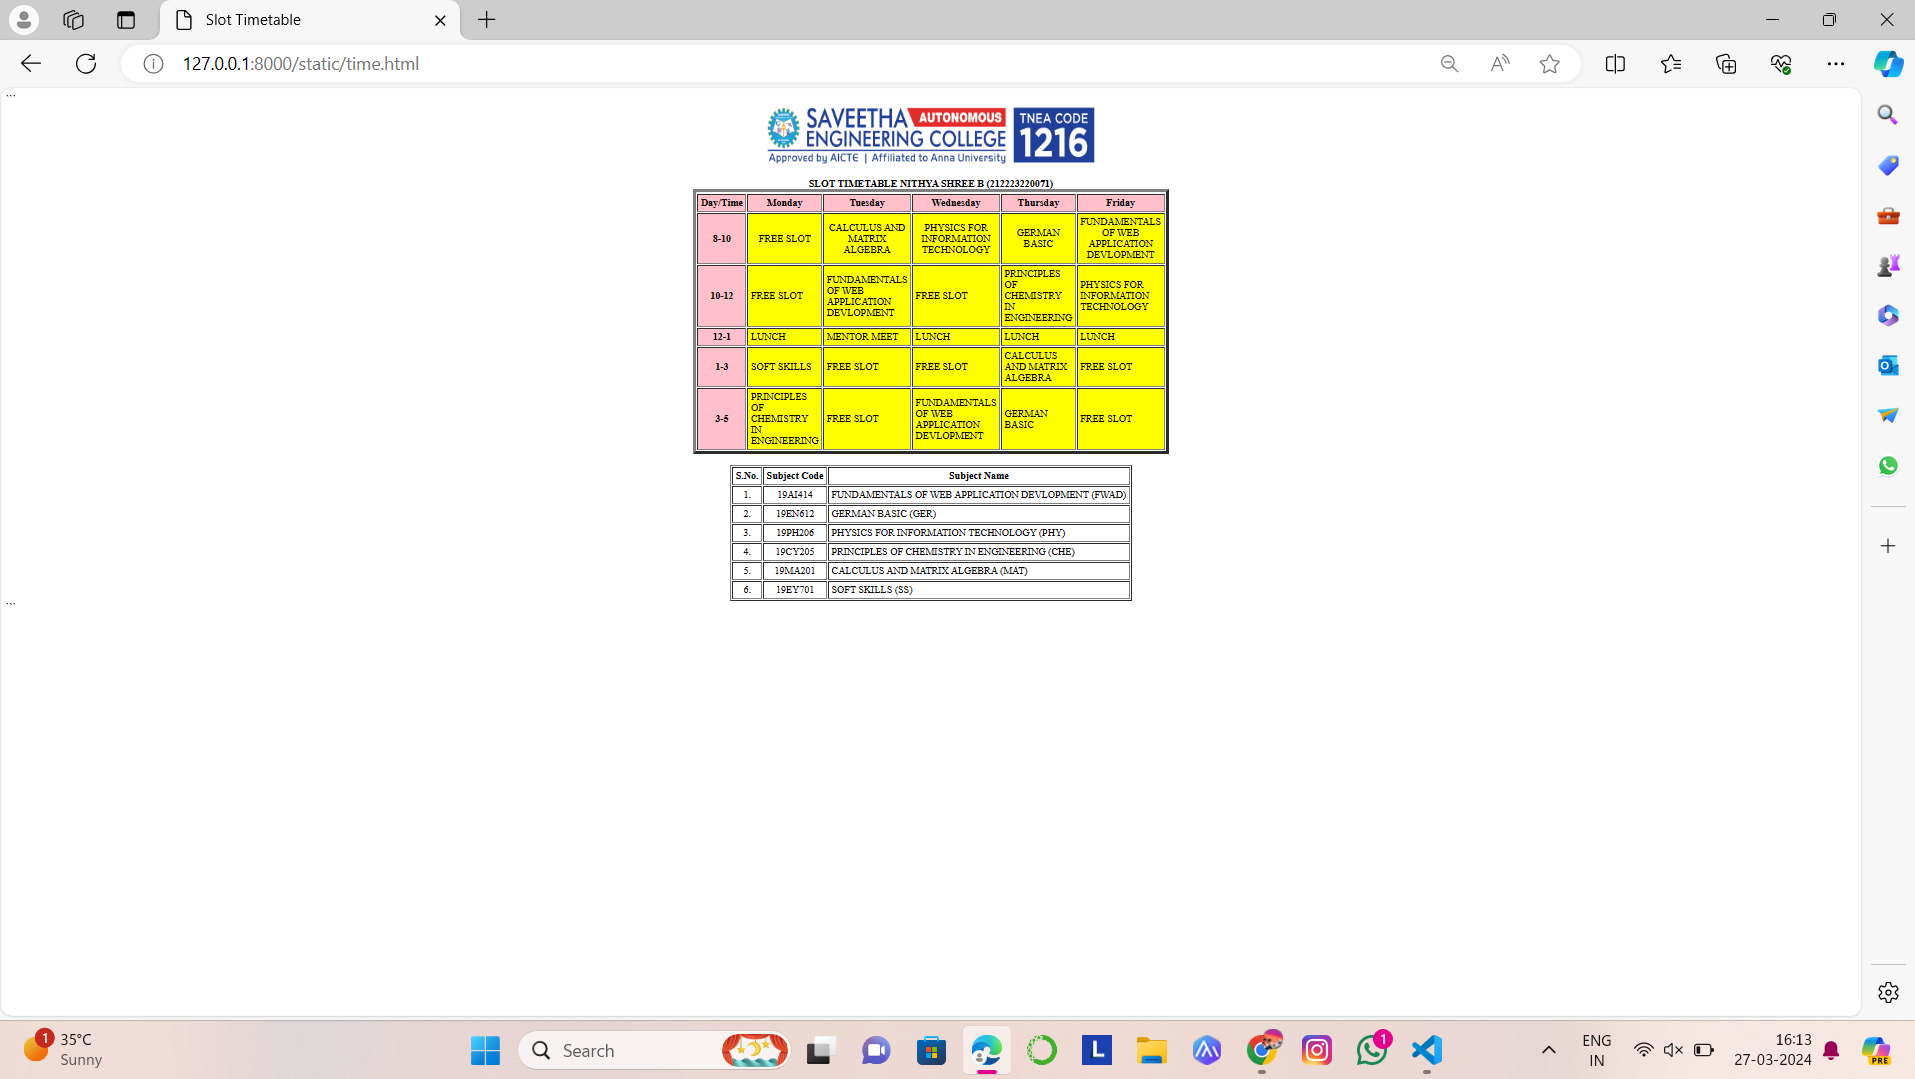 Slot Timetable
127.0.0.1:8000/static/time.html
```
SAVEETHA AUTONOMOUS
ENGINEERING COLLEGE
Approved by AICTE | Affiliated to Anna University
TNEA CODE
1216
SLOT TIMETABLE NITHYA SHREE B (212223220071)
Day/Time Monday Tuesday Wednesday Thursday Friday
8-10 FREE SLOT CALCULUS AND MATRIX ALGEBRA PHYSICS FOR INFORMATION TECHNOLOGY GERMAN BASIC FUNDAMENTALS OF WEB APPLICATION DEVLOPMENT
10-12 FREE SLOT FUNDAMENTALS OF WEB APPLICATION DEVLOPMENT FREE SLOT PRINCIPLES OF CHEMISTRY IN ENGINEERING PHYSICS FOR INFORMATION TECHNOLOGY
12-1 LUNCH MENTOR MEET LUNCH LUNCH LUNCH
1-3 SOFT SKILLS FREE SLOT FREE SLOT CALCULUS AND MATRIX ALGEBRA FREE SLOT
3-5 PRINCIPLES OF CHEMISTRY IN ENGINEERING FREE SLOT FUNDAMENTALS OF WEB APPLICATION DEVLOPMENT GERMAN BASIC FREE SLOT
S.No. Subject Code Subject Name
1. 19AI414 FUNDAMENTALS OF WEB APPLICATION DEVLOPMENT (FWAD)
2. 19EN612 GERMAN BASIC (GER)
3. 19PH206 PHYSICS FOR INFORMATION TECHNOLOGY (PHY)
4. 19CY205 PRINCIPLES OF CHEMISTRY IN ENGINEERING (CHE)
5. 19MA201 CALCULUS AND MATRIX ALGEBRA (MAT)
6. 19EY701 SOFT SKILLS (SS)
```
1
35°C
Sunny
Search
L
1
ENG
IN
16:13
27-03-2024
PRE